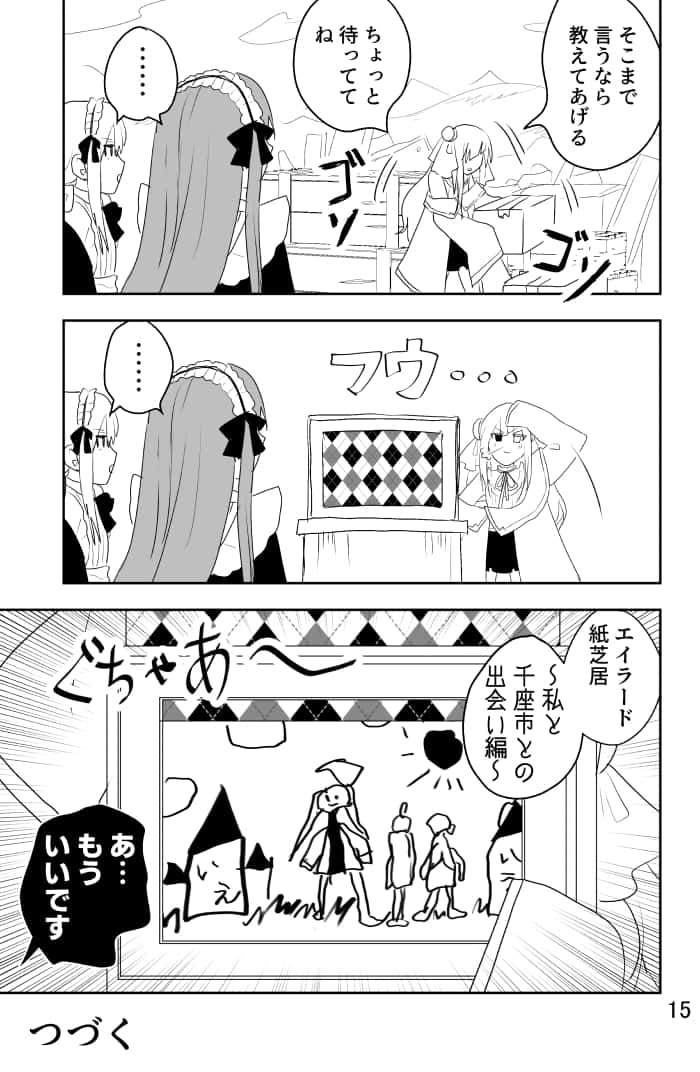 そこまで
言うなら
教えてあげる
ちょっと
待ってて
ね
……
ゴソ
ゴソ
……
フウ...
エイラード
紙芝居
～私と
千座市との
出会い編～
ぐちゃあ～
いえ
いえ
あ…
もう
いいです
15
つづく